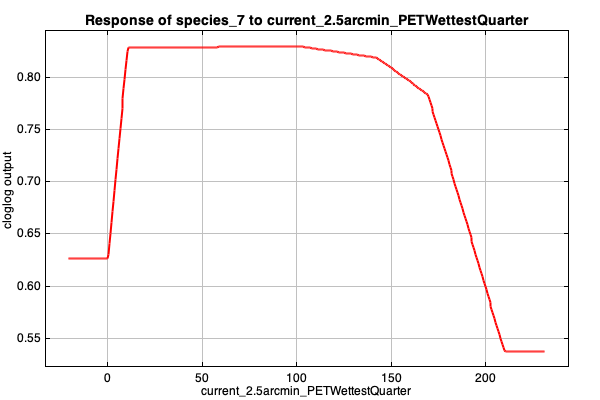 Response of species_7 to current_2.5arcmin_PETWettestQuarter
cloglog output
0.80
0.75
0.70
0.65
0.60
0.55
0 50 100 150 200
current_2.5arcmin_PETWettestQuarter